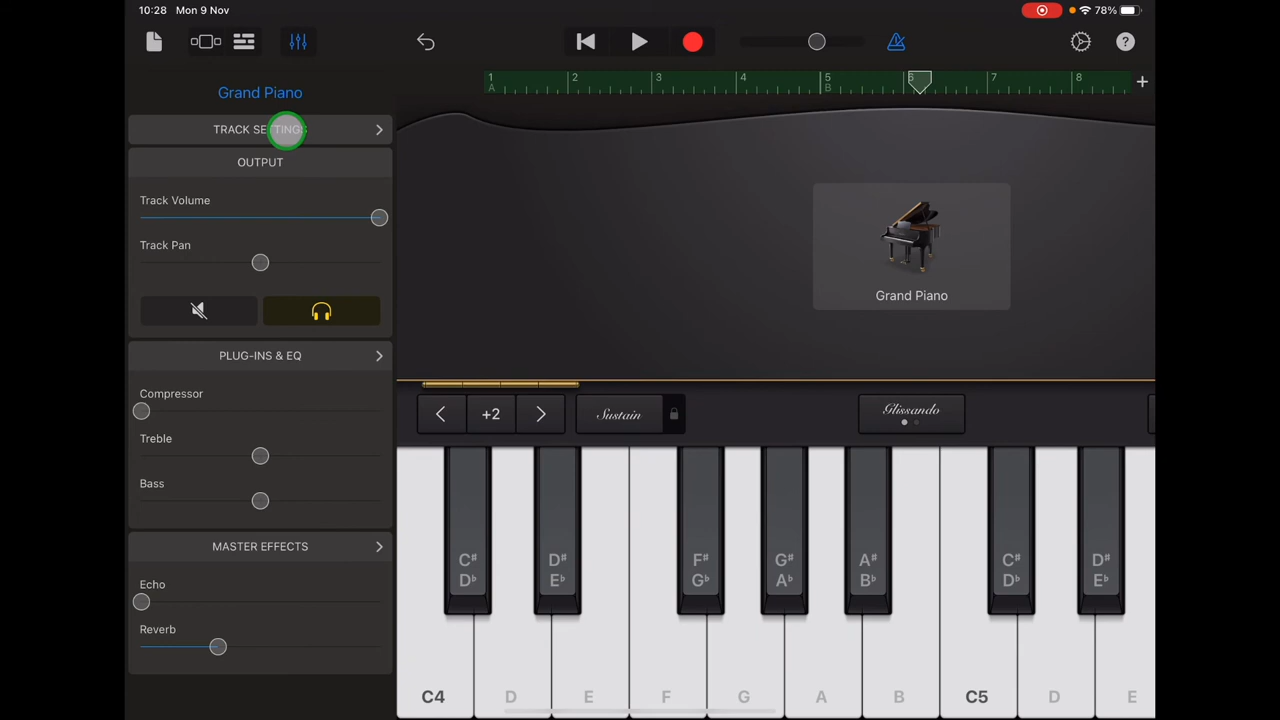 10:28 Mon 9 Nov
78%
1 2 3 4 5 6 7 8
A B
+
Grand Piano
TRACK SETTINGS
OUTPUT
Track Volume
Track Pan
Grand Piano
PLUG-INS & EQ
Compressor
Treble
Bass
+2 Sustain Glissando
MASTER EFFECTS
Echo
Reverb
C♯ D♯ F♯ G♯ A♯ C♯ D♯
D♭ E♭ G♭ A♭ B♭ D♭ E♭
C4 D E F G A B C5 D E